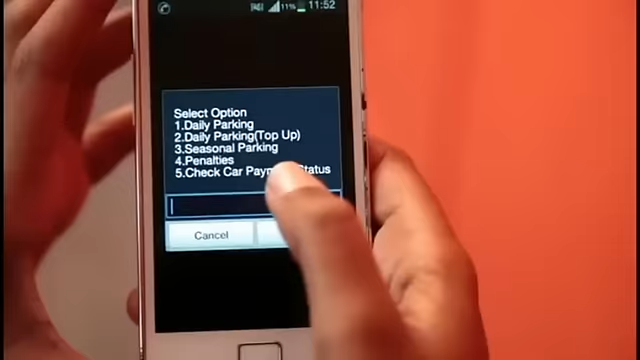 11% 11:52
Select Option
1.Daily Parking
2.Daily Parking(Top Up)
3.Seasonal Parking
4.Penalties
5.Check Car Paym Status
Cancel